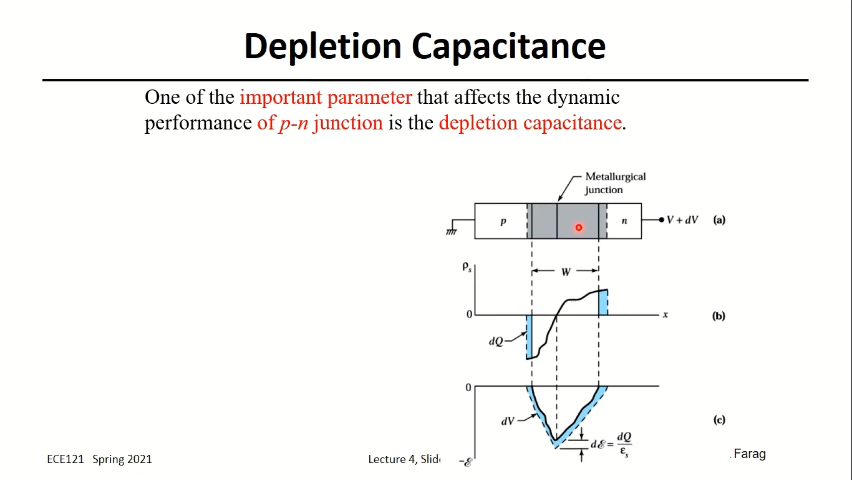 Depletion Capacitance
One of the important parameter that affects the dynamic
performance of p-n junction is the depletion capacitance.
Metallurgical
junction
p
n
V + dV
(a)
W
ρs
0
x
(b)
dQ
0
dV
(c)
dℰ = dQ/εs
-ℰ
ECE121 Spring 2021
Lecture 4, Slid
. Farag